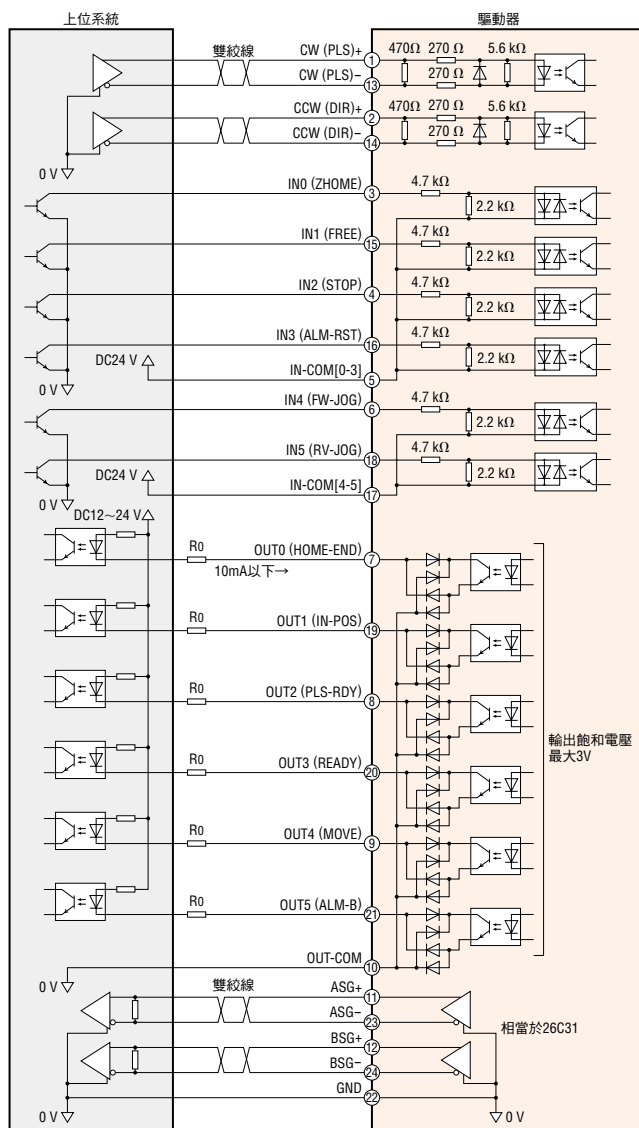 上位系統
驅動器
雙絞線
CW (PLS)+
①
470Ω 270 Ω
5.6 kΩ
CW (PLS)−
⑬
270 Ω
CCW (DIR)+
②
470Ω 270 Ω
5.6 kΩ
CCW (DIR)−
⑭
270 Ω
0 V
IN0 (ZHOME)
③
4.7 kΩ
2.2 kΩ
IN1 (FREE)
⑮
4.7 kΩ
2.2 kΩ
IN2 (STOP)
④
4.7 kΩ
2.2 kΩ
IN3 (ALM-RST)
⑯
4.7 kΩ
2.2 kΩ
DC24 V
IN-COM[0-3]
⑤
0 V
IN4 (FW-JOG)
⑥
4.7 kΩ
2.2 kΩ
IN5 (RV-JOG)
⑱
4.7 kΩ
2.2 kΩ
DC24 V
IN-COM[4-5]
⑰
0 V
DC12～24 V
R0
OUT0 (HOME-END)
⑦
10mA以下→
R0
OUT1 (IN-POS)
⑲
R0
OUT2 (PLS-RDY)
⑧
輸出飽和電壓
最大3V
R0
OUT3 (READY)
⑳
R0
OUT4 (MOVE)
⑨
R0
OUT5 (ALM-B)
㉑
OUT-COM
⑩
0 V
雙絞線
ASG+
⑪
ASG−
㉓
相當於26C31
BSG+
⑫
BSG−
㉔
GND
㉒
0 V
0 V